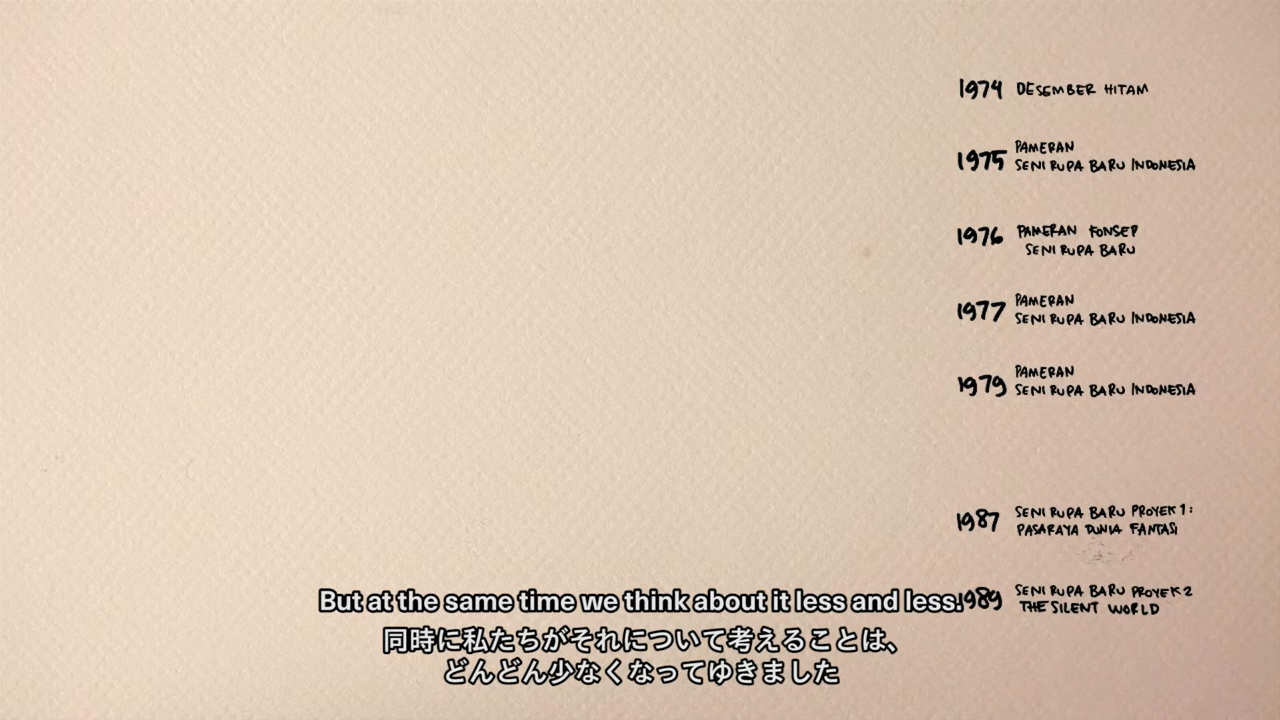 1974 DESEMBER HITAM
1975 PAMERAN
SENI RUPA BARU INDONESIA
1976 PAMERAN KONSEP
SENI RUPA BARU
1977 PAMERAN
SENI RUPA BARU INDONESIA
1979 PAMERAN
SENI RUPA BARU INDONESIA
1987 SENI RUPA BARU PROYEK 1:
PASARAYA DUNIA FANTASI
1989 SENI RUPA BARU PROYEK 2
THE SILENT WORLD
But at the same time we think about it less and less.
同時に私たちがそれについて考えることは、
どんどん少なくなってゆきました